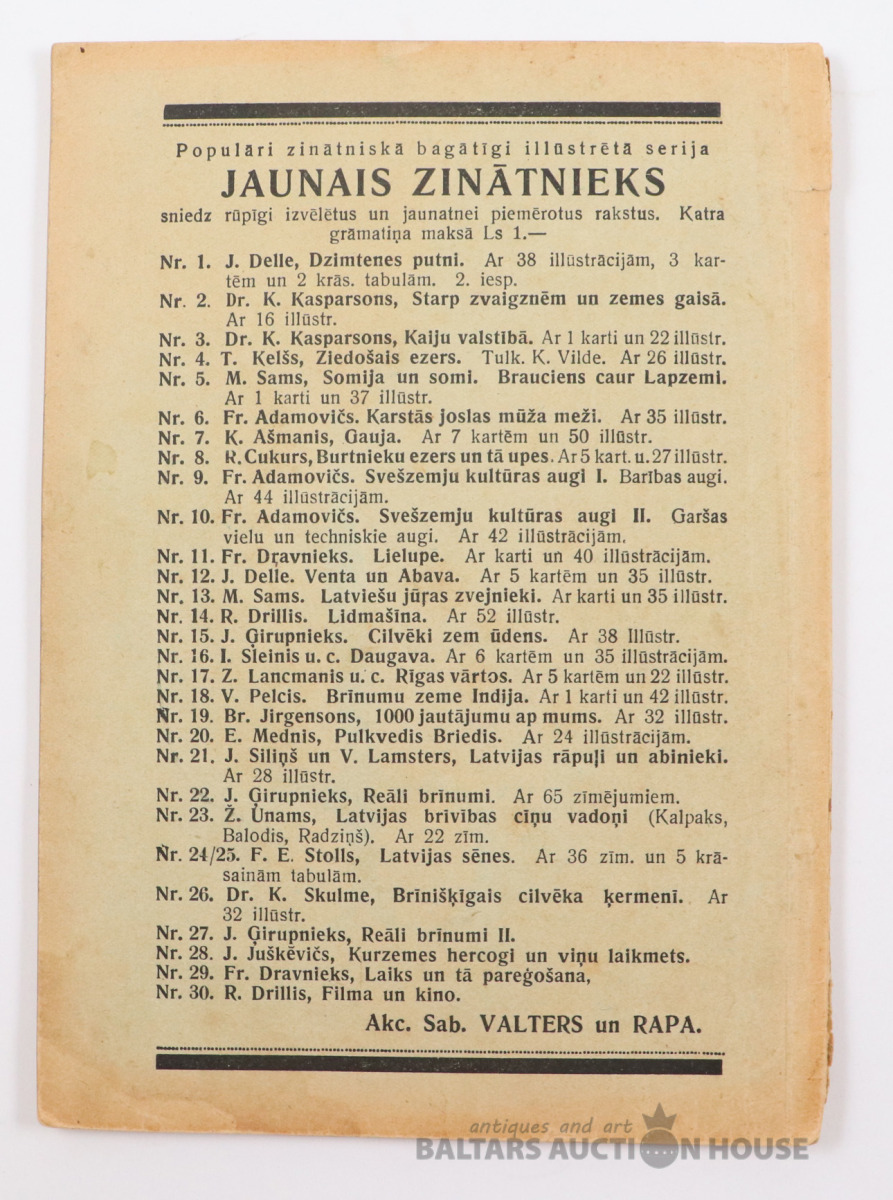 Populāri zinātniskā bagātīgi illūstrētā serija
JAUNAIS ZINĀTNIEKS
sniedz rūpīgi izvēlētus un jaunatnei piemērotus rakstus. Katra
grāmatiņa maksā Ls 1.—
Nr. 1. J. Delle, Dzimtenes putni. Ar 38 illūstrācijām, 3 kar-
tēm un 2 krās. tabulām. 2. iesp.
Nr. 2. Dr. K. Kasparsons, Starp zvaigznēm un zemes gaisā.
Ar 16 illūstr.
Nr. 3. Dr. K. Kasparsons, Kaiju valstībā. Ar 1 karti un 22 illūstr.
Nr. 4. T. Ķelšs, Ziedošais ezers. Tulk. K. Vilde. Ar 26 illūstr.
Nr. 5. M. Sams, Somija un somi. Brauciens caur Lapzemi.
Ar 1 karti un 37 illūstr.
Nr. 6. Fr. Adamovičs. Karstās joslas mūža meži. Ar 35 illūstr.
Nr. 7. K. Ašmanis, Gauja. Ar 7 kartēm un 50 illūstr.
Nr. 8. R. Cukurs, Burtnieku ezers un tā upes. Ar 5 kart. u. 27 illūstr.
Nr. 9. Fr. Adamovičs. Svešzemju kultūras augi I. Barības augi.
Ar 44 illūstrācijām.
Nr. 10. Fr. Adamovičs. Svešzemju kultūras augi II. Garšas
vielu un techniskie augi. Ar 42 illūstrācijām.
Nr. 11. Fr. Dŗavnieks. Lielupe. Ar karti un 40 illūstrācijām.
Nr. 12. J. Delle. Venta un Abava. Ar 5 kartēm un 35 illūstr.
Nr. 13. M. Sams. Latviešu jūŗas zvejnieki. Ar karti un 35 illūstr.
Nr. 14. R. Drillis. Lidmašīna. Ar 52 illūstr.
Nr. 15. J. Ģirupnieks. Cilvēki zem ūdens. Ar 38 Illūstr.
Nr. 16. I. Sleinis u. c. Daugava. Ar 6 kartēm un 35 illūstrācijām.
Nr. 17. Z. Lancmanis u. c. Rīgas vārtos. Ar 5 kartēm un 22 illūstr.
Nr. 18. V. Pelcis. Brīnumu zeme Indija. Ar 1 karti un 42 illūstr.
Nr. 19. Br. Jirgensons, 1000 jautājumu ap mums. Ar 32 illūstr.
Nr. 20. E. Mednis, Pulkvedis Briedis. Ar 24 illūstrācijām.
Nr. 21. J. Siliņš un V. Lamsters, Latvijas rāpuļi un abinieki.
Ar 28 illūstr.
Nr. 22. J. Ģirupnieks, Reāli brīnumi. Ar 65 zīmējumiem.
Nr. 23. Ž. Unams, Latvijas brīvības cīņu vadoņi (Kalpaks,
Balodis, Radziņš). Ar 22 zīm.
Nr. 24/25. F. E. Stolls, Latvijas sēnes. Ar 36 zīm. un 5 krā-
sainām tabulām.
Nr. 26. Dr. K. Skulme, Brīnišķīgais cilvēka ķermenī. Ar
32 illūstr.
Nr. 27. J. Ģirupnieks, Reāli brīnumi II.
Nr. 28. J. Juškēvičs, Kurzemes hercogi un viņu laikmets.
Nr. 29. Fr. Dravnieks, Laiks un tā pareģošana,
Nr. 30. R. Drillis, Filma un kino.
Akc. Sab. VALTERS un RAPA.
antiques and art
BALTARS AUCTION HOUSE